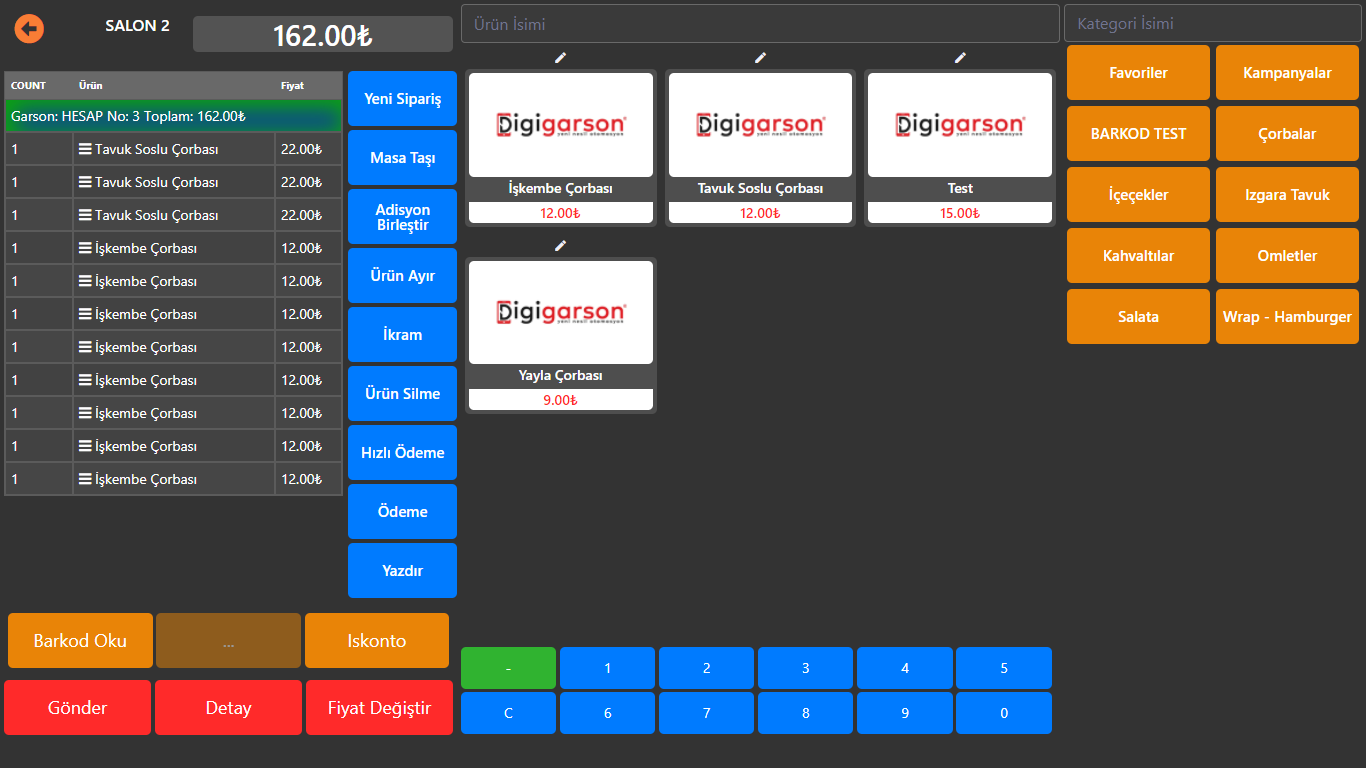 SALON 2
162.00₺
COUNT Ürün Fiyat
Garson: HESAP No: 3 Toplam: 162.00₺
1 Tavuk Soslu Çorbası 22.00₺
1 Tavuk Soslu Çorbası 22.00₺
1 Tavuk Soslu Çorbası 22.00₺
1 İşkembe Çorbası 12.00₺
1 İşkembe Çorbası 12.00₺
1 İşkembe Çorbası 12.00₺
1 İşkembe Çorbası 12.00₺
1 İşkembe Çorbası 12.00₺
1 İşkembe Çorbası 12.00₺
1 İşkembe Çorbası 12.00₺
1 İşkembe Çorbası 12.00₺
Yeni Sipariş
Masa Taşı
Adisyon
Birleştir
Ürün Ayır
İkram
Ürün Silme
Hızlı Ödeme
Ödeme
Yazdır
Barkod Oku ... Iskonto
Gönder Detay Fiyat Değiştir
Ürün İsimi
Digigarson
yeni nesil otomasyon
İşkembe Çorbası
12.00₺
Digigarson
yeni nesil otomasyon
Tavuk Soslu Çorbası
12.00₺
Digigarson
yeni nesil otomasyon
Test
15.00₺
Digigarson
yeni nesil otomasyon
Yayla Çorbası
9.00₺
- 1 2 3 4 5
C 6 7 8 9 0
Kategori İsimi
Favoriler Kampanyalar
BARKOD TEST Çorbalar
İçeçekler Izgara Tavuk
Kahvaltılar Omletler
Salata Wrap - Hamburger